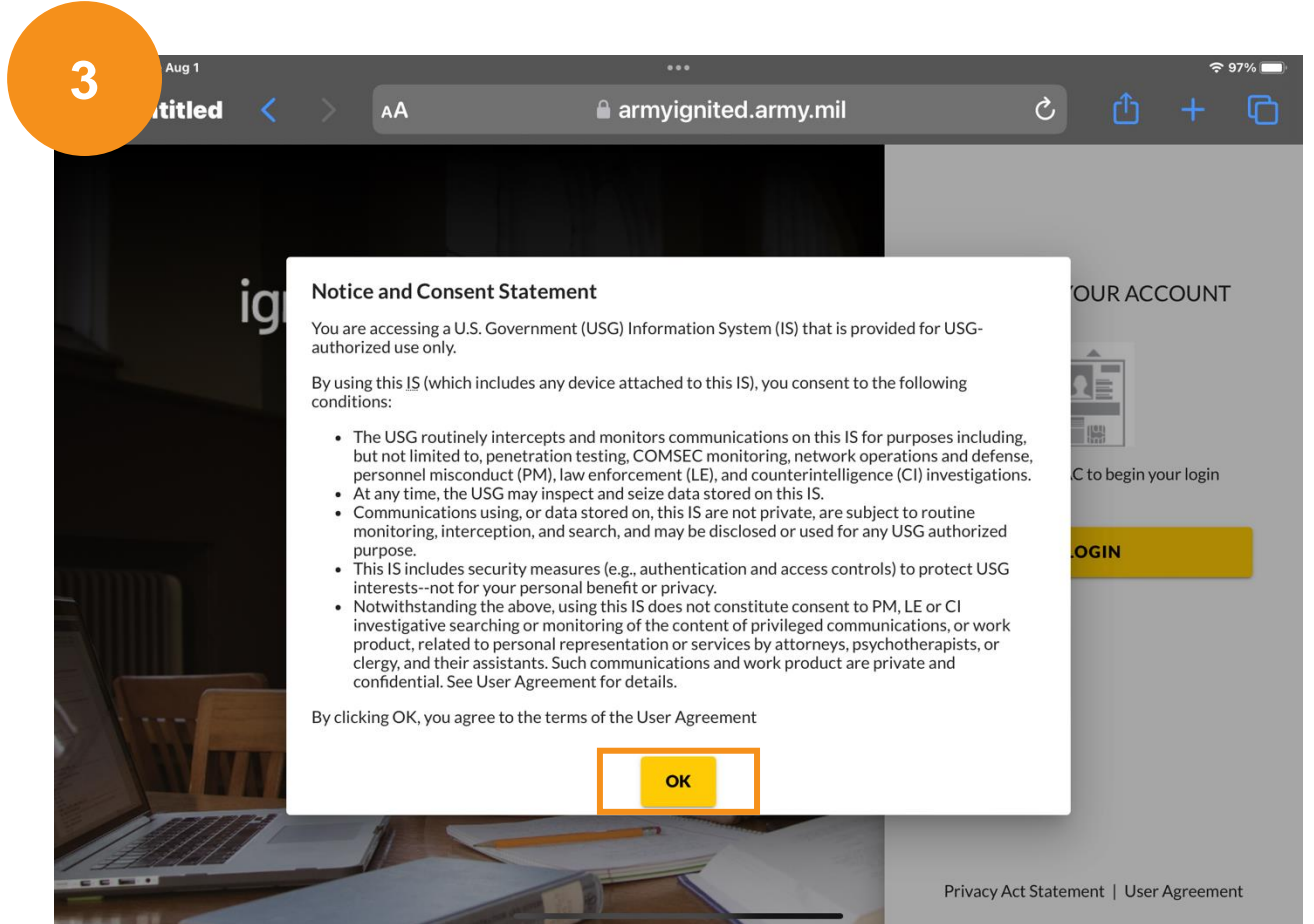 3
Aug 1
97%
titled
AA
armyignited.army.mil
ig
Notice and Consent Statement
You are accessing a U.S. Government (USG) Information System (IS) that is provided for USG-
authorized use only.
By using this IS (which includes any device attached to this IS), you consent to the following
conditions:
• The USG routinely intercepts and monitors communications on this IS for purposes including,
but not limited to, penetration testing, COMSEC monitoring, network operations and defense,
personnel misconduct (PM), law enforcement (LE), and counterintelligence (CI) investigations.
• At any time, the USG may inspect and seize data stored on this IS.
• Communications using, or data stored on, this IS are not private, are subject to routine
monitoring, interception, and search, and may be disclosed or used for any USG authorized
purpose.
• This IS includes security measures (e.g., authentication and access controls) to protect USG
interests--not for your personal benefit or privacy.
• Notwithstanding the above, using this IS does not constitute consent to PM, LE or CI
investigative searching or monitoring of the content of privileged communications, or work
product, related to personal representation or services by attorneys, psychotherapists, or
clergy, and their assistants. Such communications and work product are private and
confidential. See User Agreement for details.
By clicking OK, you agree to the terms of the User Agreement
OK
OUR ACCOUNT
C to begin your login
OGIN
Privacy Act Statement | User Agreement